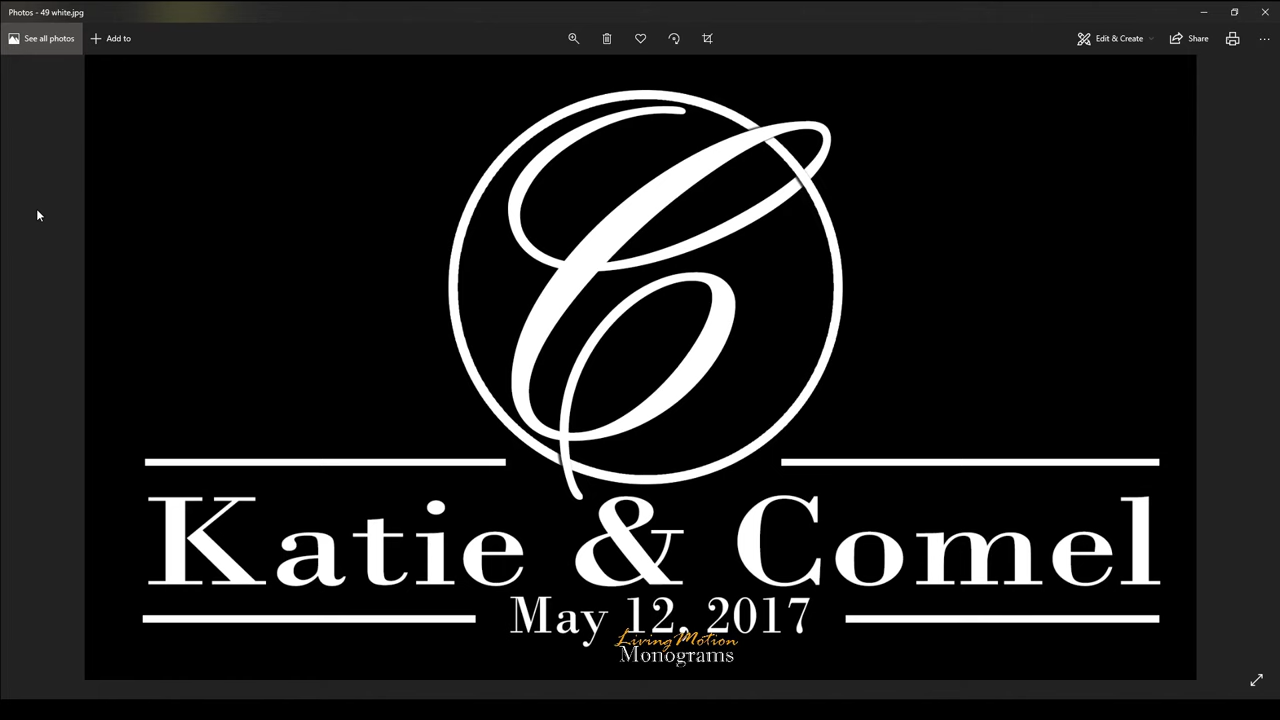 Photos - 49 white.jpg
See all photos
Add to
Edit & Create
Share
C
Katie & Comel
May 12, 2017
Living Motion
Monograms